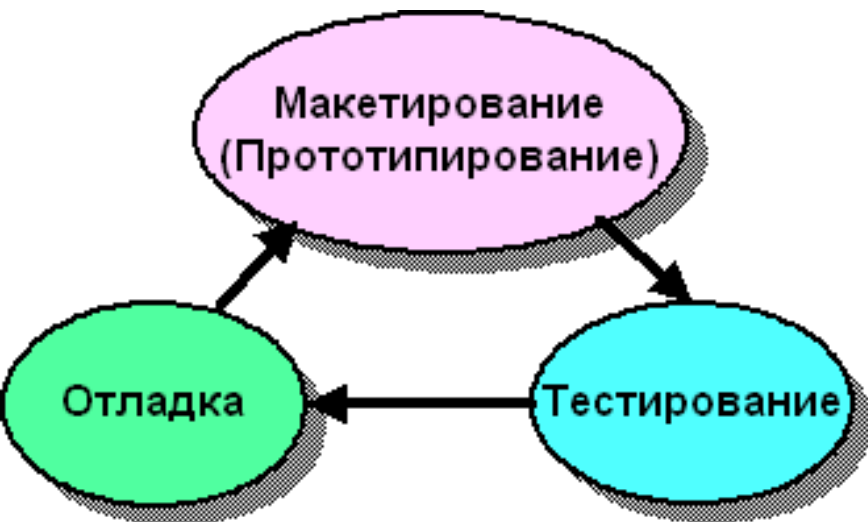 Макетирование
(Прототипирование)
Отладка
Тестирование